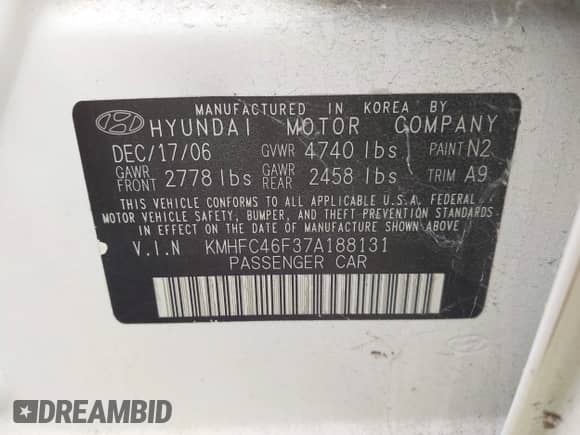 MANUFACTURED IN KOREA BY
HYUNDAI MOTOR COMPANY
DEC/17/06 GVWR 4740 lbs PAINT N2
GAWR FRONT 2778 lbs GAWR REAR 2458 lbs TRIM A9
THIS VEHICLE CONFORMS TO ALL APPLICABLE U.S.A. FEDERAL
MOTOR VEHICLE SAFETY, BUMPER, AND THEFT PREVENTION STANDARDS
IN EFFECT ON THE DATE OF MANUFACTURE SHOWN ABOVE
V.I.N KMHFC46F37A188131
PASSENGER CAR
DREAMBID